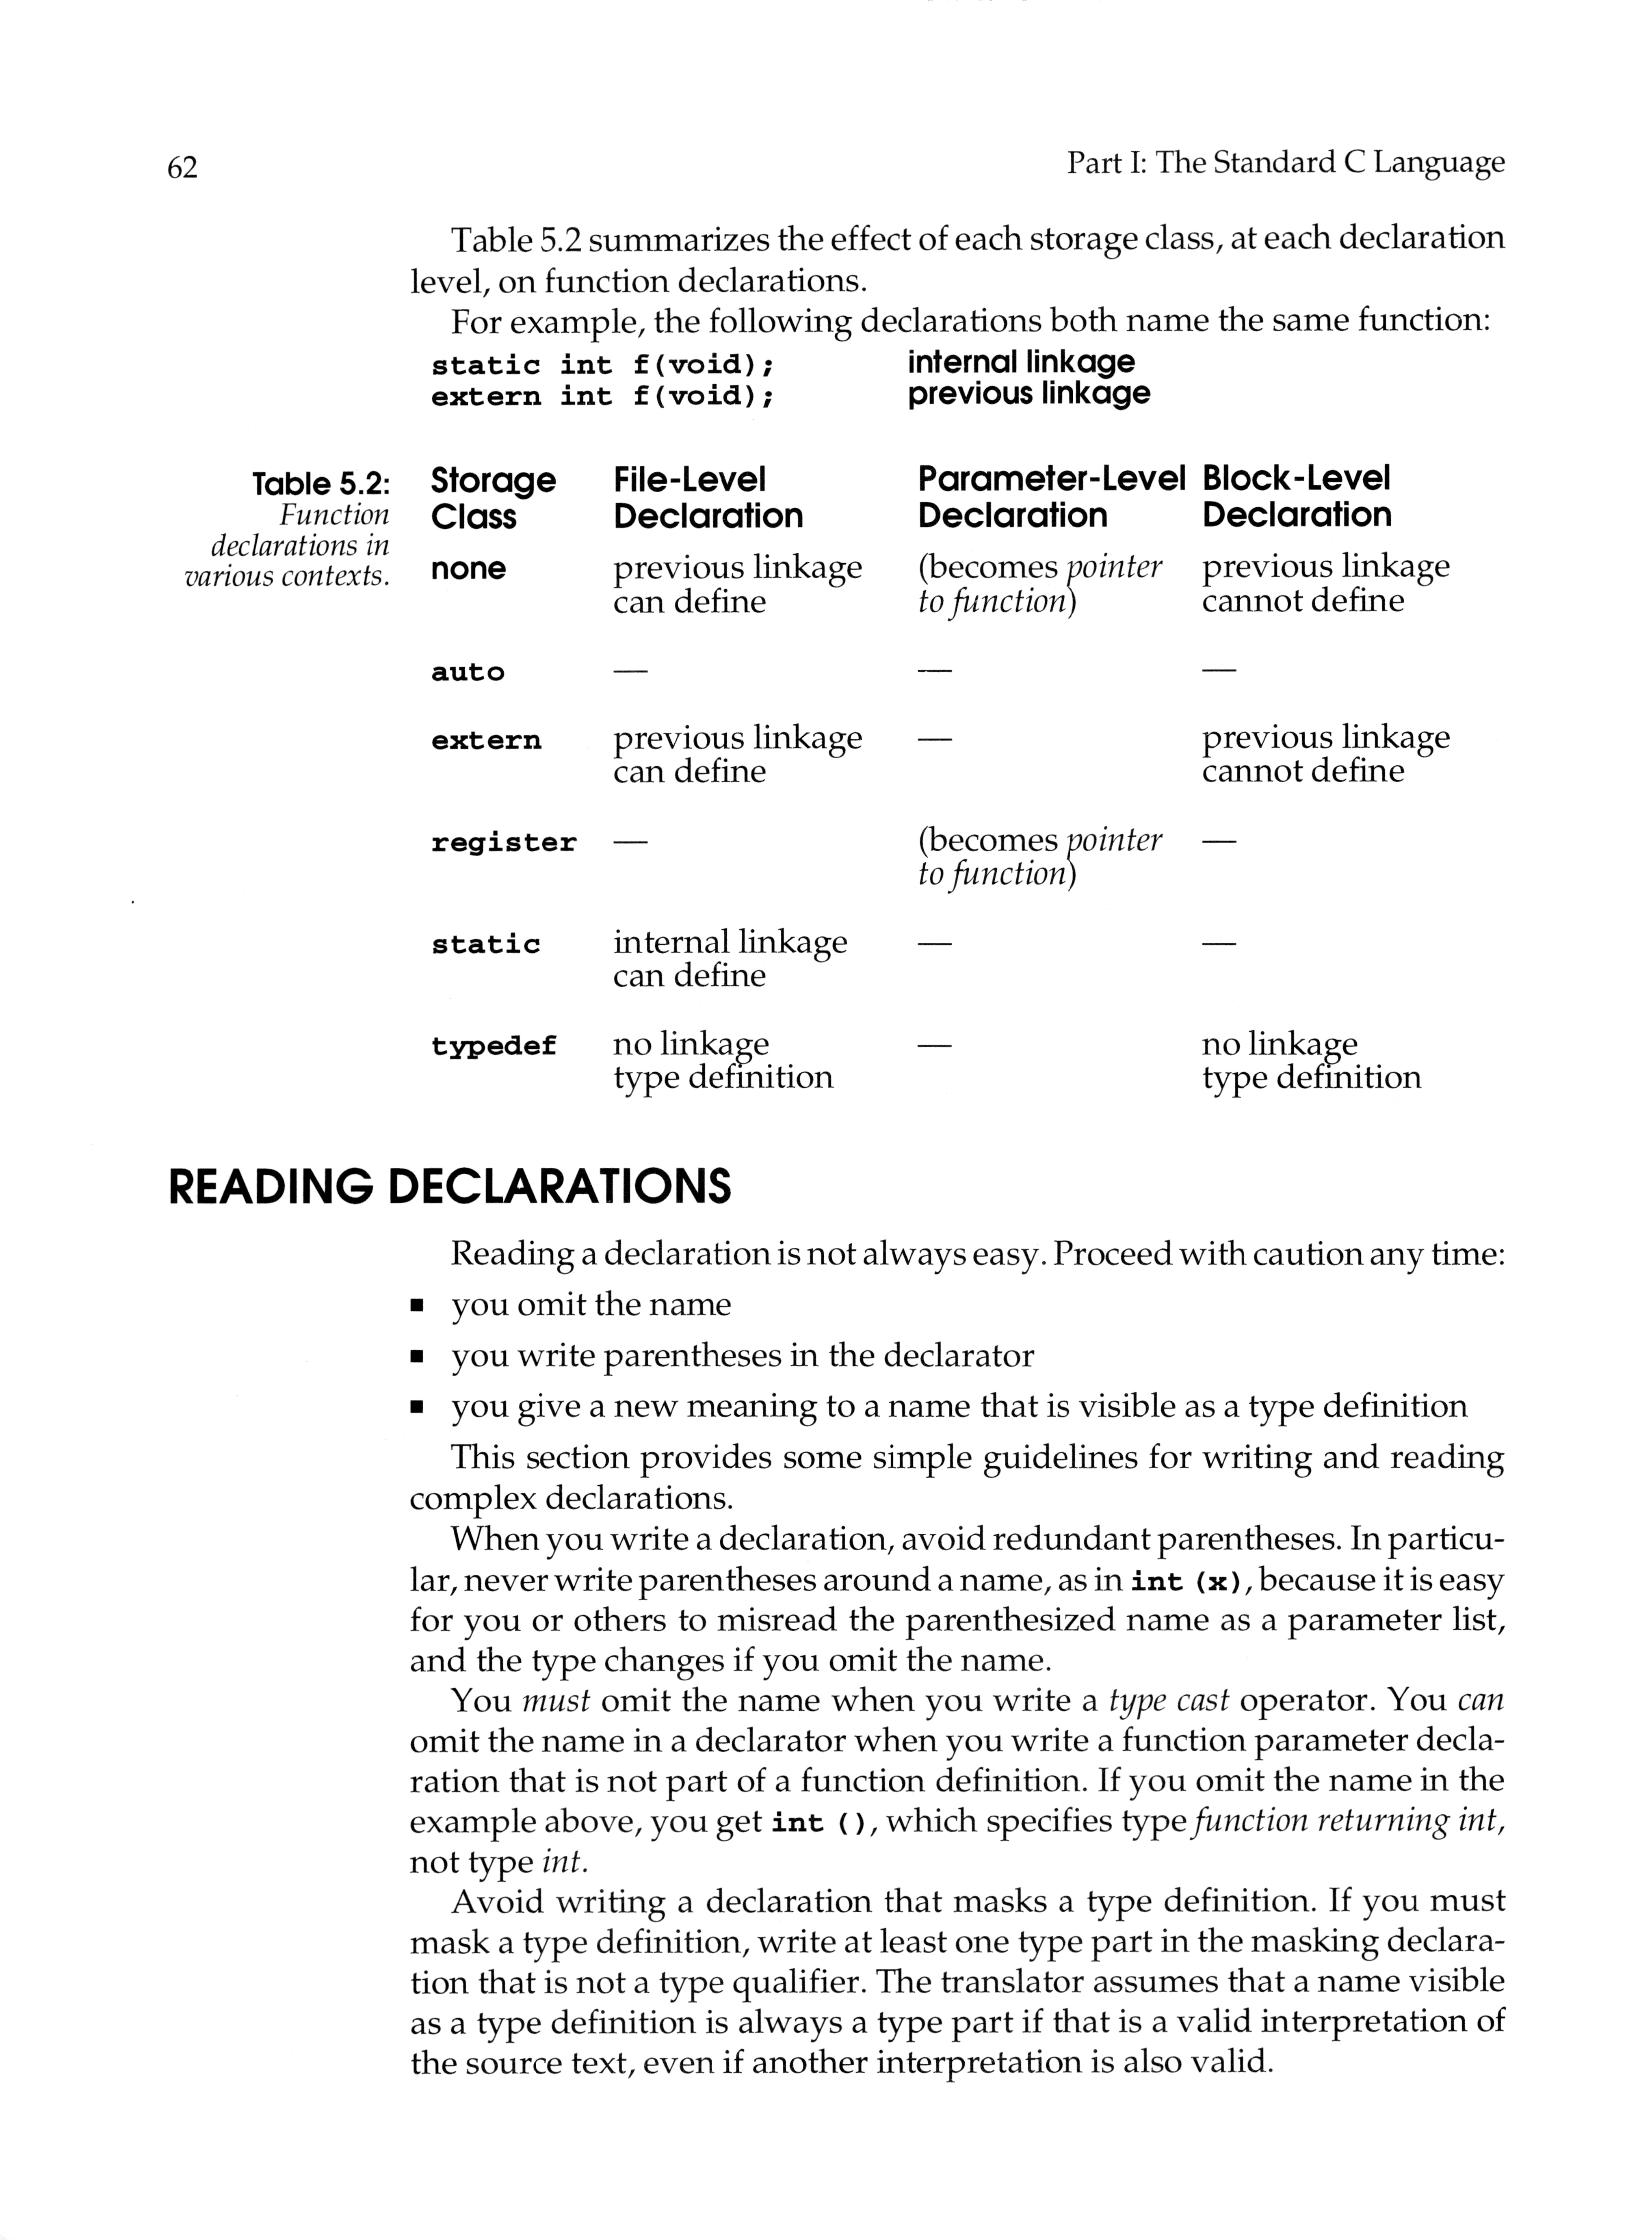 62
Part I: The Standard C Language
Table 5.2 summarizes the effect of each storage class, at each declaration
level, on function declarations.
For example, the following declarations both name the same function:
static int f(void); internal linkage
extern int f(void); previous linkage
Table 5.2:
Function
declarations in
various contexts.
Storage File-Level Parameter-Level Block-Level
Class Declaration Declaration Declaration
none previous linkage (becomes pointer previous linkage
can define to function) cannot define
auto — — —
extern previous linkage — previous linkage
can define cannot define
register — (becomes pointer —
to function)
static internal linkage — —
can define
typedef no linkage — no linkage
type definition type definition
READING DECLARATIONS
Reading a declaration is not always easy. Proceed with caution any time:
▪ you omit the name
▪ you write parentheses in the declarator
▪ you give a new meaning to a name that is visible as a type definition
This section provides some simple guidelines for writing and reading
complex declarations.
When you write a declaration, avoid redundant parentheses. In particu-
lar, never write parentheses around a name, as in int (x), because it is easy
for you or others to misread the parenthesized name as a parameter list,
and the type changes if you omit the name.
You must omit the name when you write a type cast operator. You can
omit the name in a declarator when you write a function parameter decla-
ration that is not part of a function definition. If you omit the name in the
example above, you get int (), which specifies type function returning int,
not type int.
Avoid writing a declaration that masks a type definition. If you must
mask a type definition, write at least one type part in the masking declara-
tion that is not a type qualifier. The translator assumes that a name visible
as a type definition is always a type part if that is a valid interpretation of
the source text, even if another interpretation is also valid.